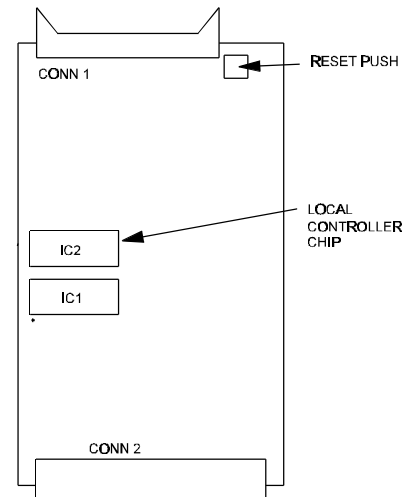 RESET PUSH
CONN 1
LOCAL
CONTROLLER
CHIP
IC2
IC1
CONN 2